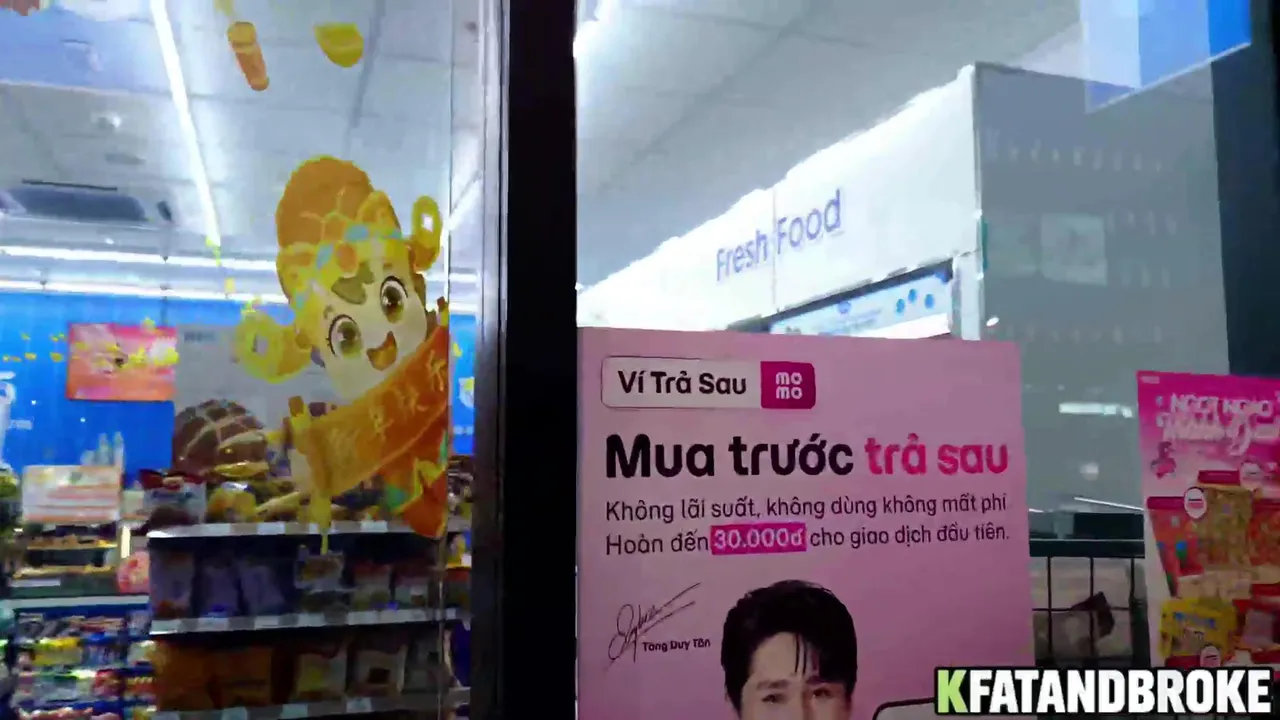 Fresh Food
Ví Trả Sau
mo
mo
Mua trước trả sau
Không lãi suất, không dùng không mất phí
Hoàn đến 30.000đ cho giao dịch đầu tiên.
Tăng Duy Tân
KFATANDBROKE